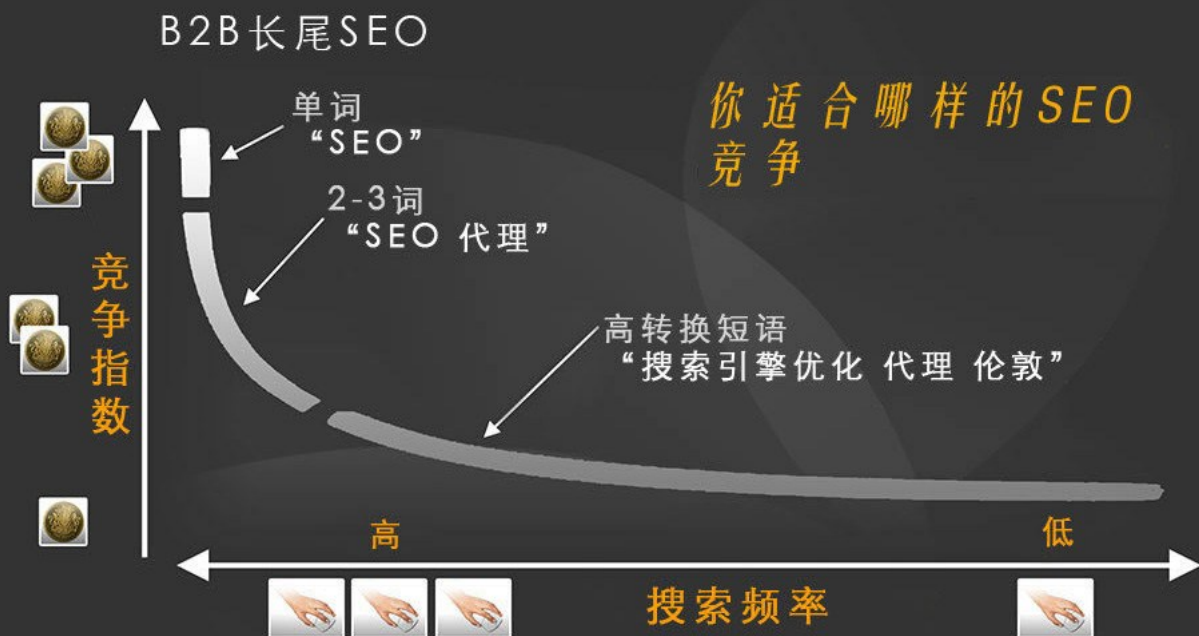 B2B长尾SEO
你适合哪样的SEO
竞争
单词
“SEO”
2-3词
“SEO 代理”
竞争指数
高转换短语
“搜索引擎优化 代理 伦敦”
高
低
搜索频率